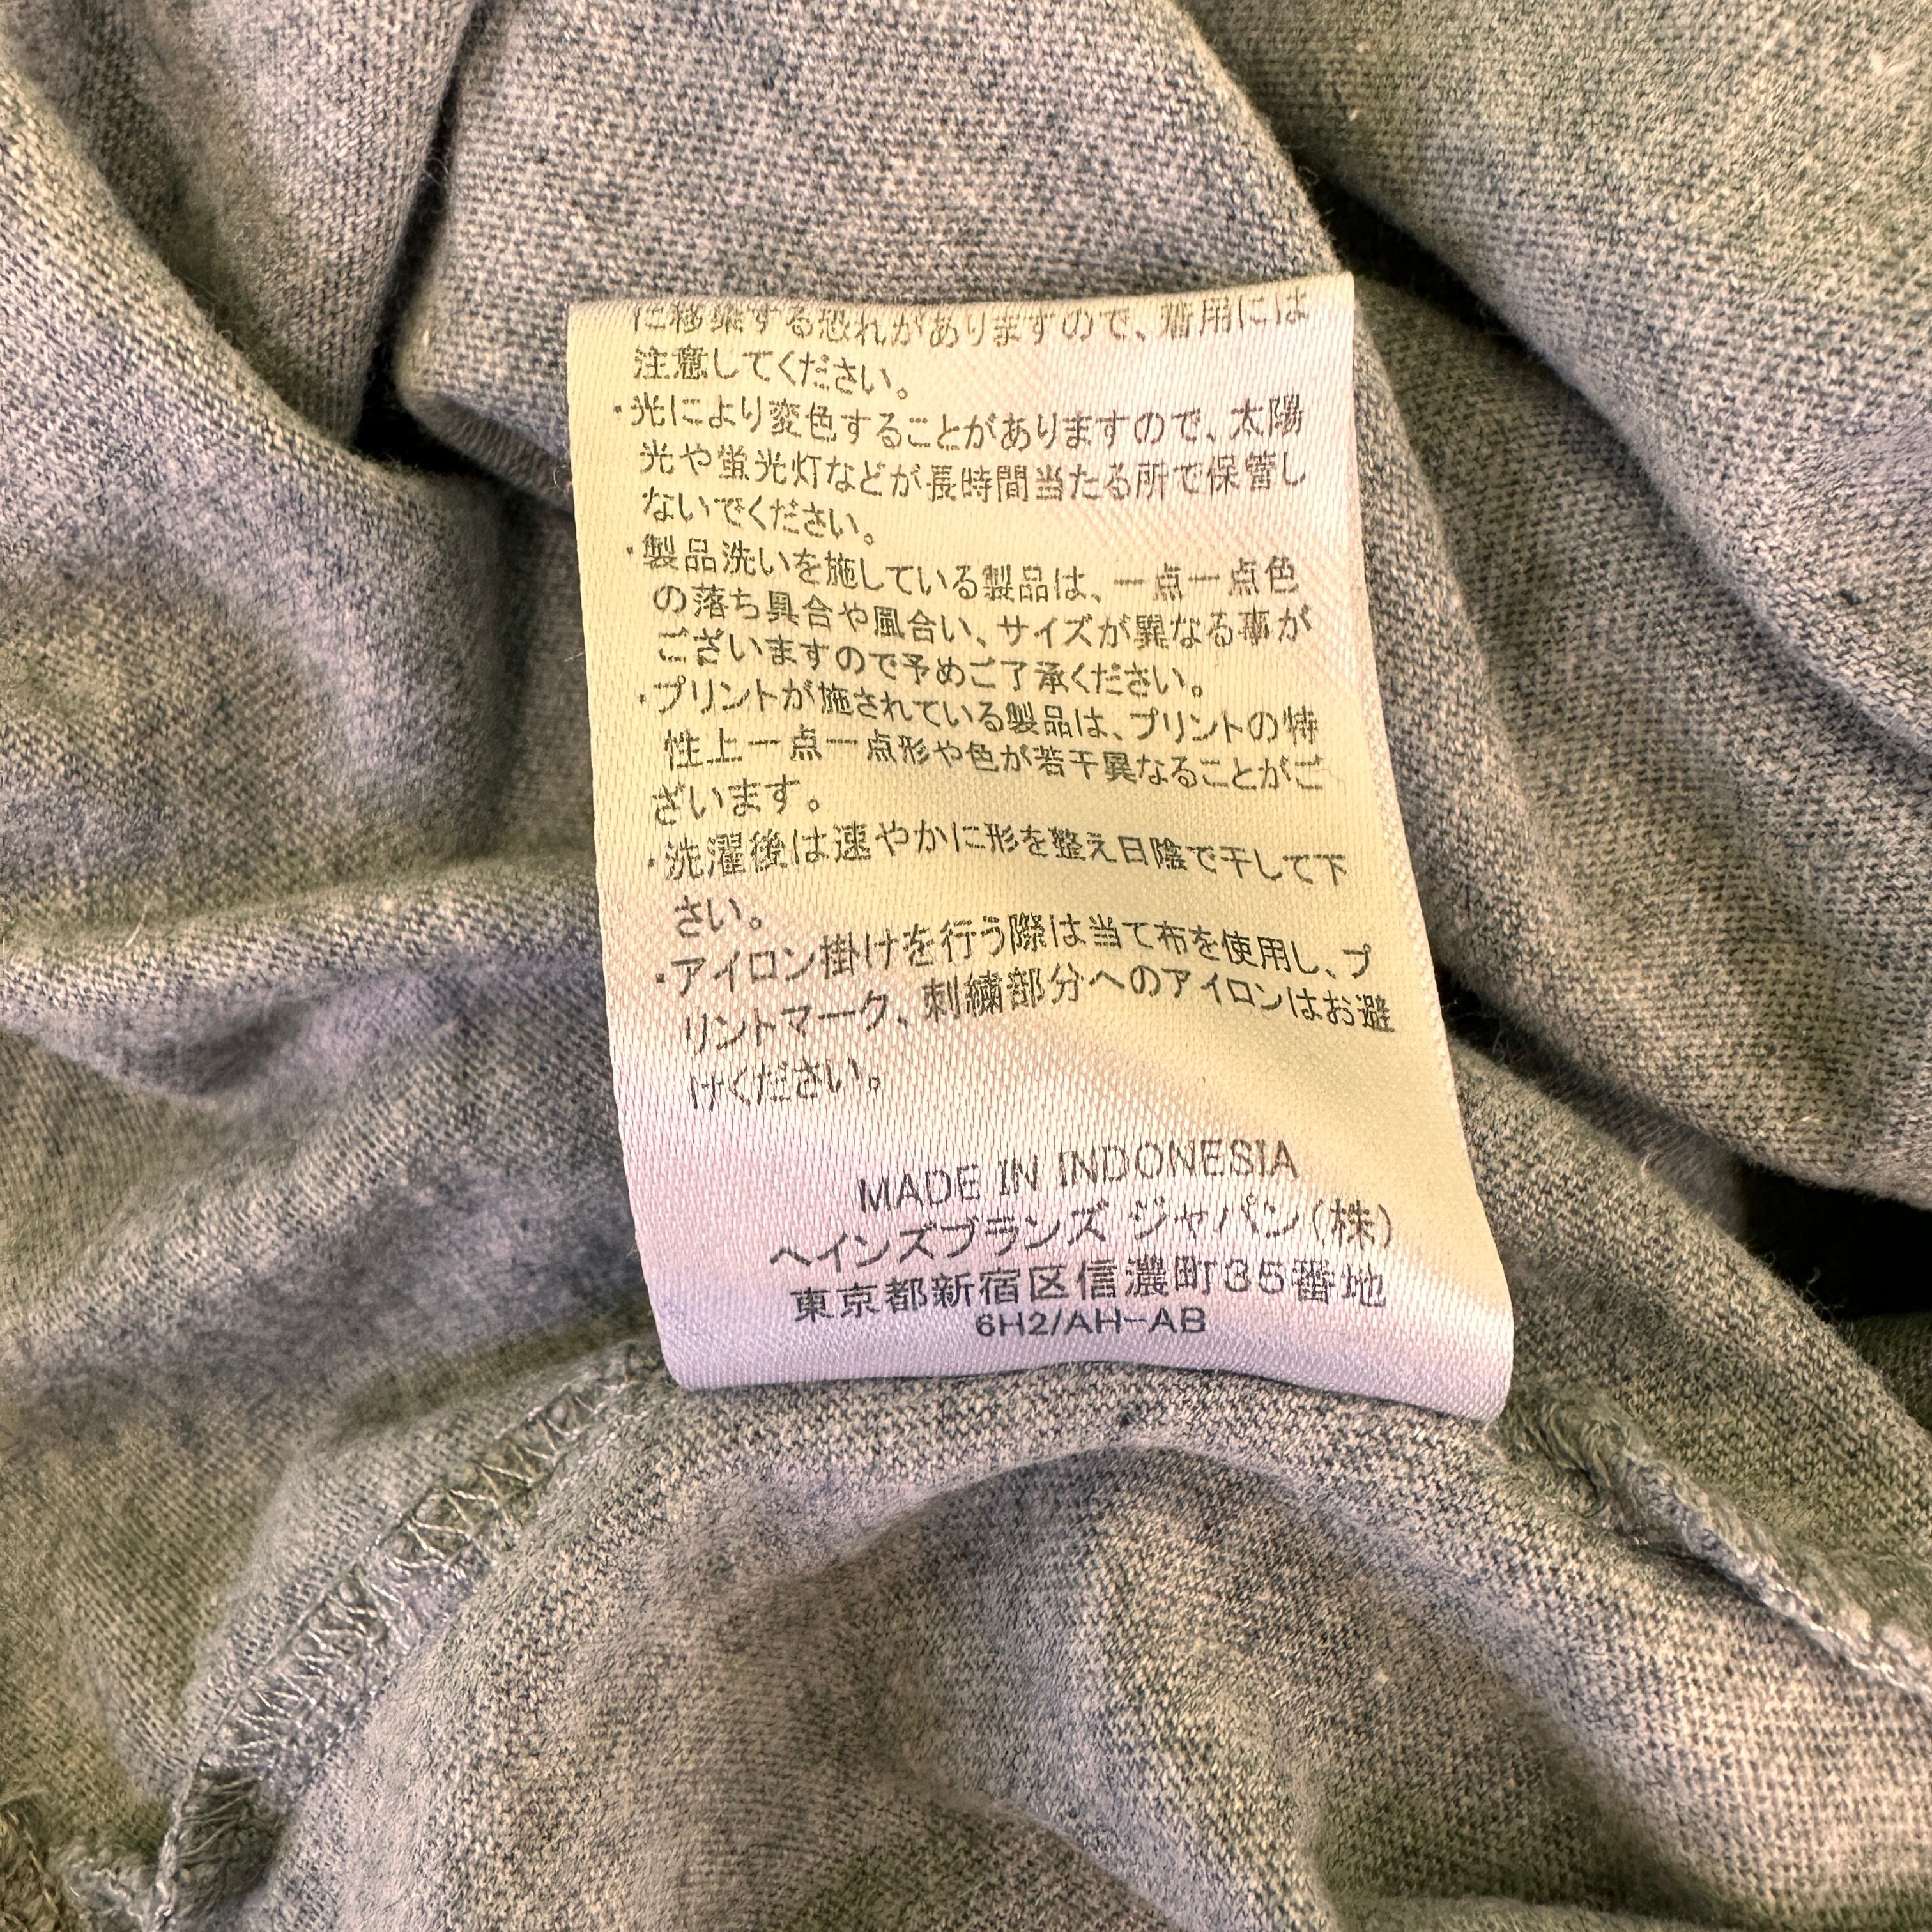 に移染する恐れがありますので、着用には
注意してください。
・光により変色することがありますので、太陽
光や蛍光灯などが長時間当たる所で保管し
ないでください。
・製品洗いを施している製品は、一点一点色
の落ち具合や風合い、サイズが異なる事が
ございますので予めご了承ください。
・プリントが施されている製品は、プリントの特
性上一点一点形や色が若干異なることがご
ざいます。
・洗濯後は速やかに形を整え日陰で干して下
さい。
・アイロン掛けを行う際は当て布を使用し、プ
リントマーク、刺繍部分へのアイロンはお避
けください。
MADE IN INDONESIA
ヘインズブランズ ジャパン(株)
東京都新宿区信濃町35番地
6H2/AH-AB